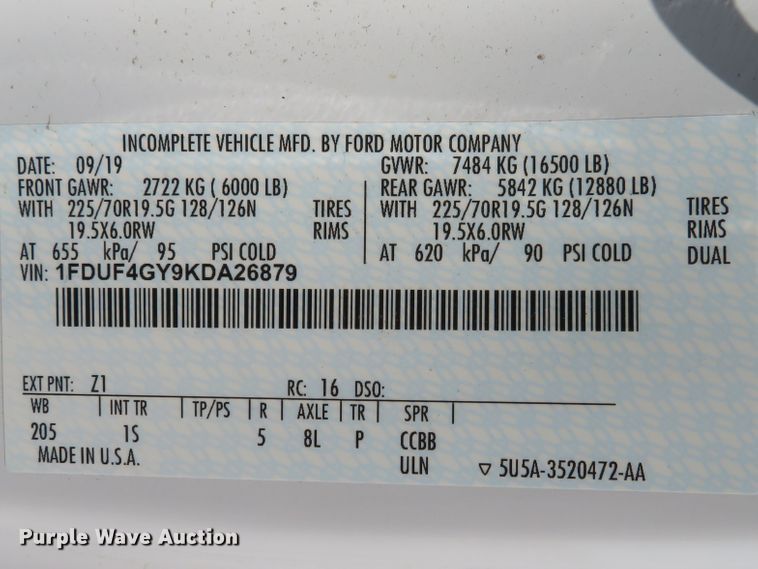 INCOMPLETE VEHICLE MFD. BY FORD MOTOR COMPANY
DATE: 09/19 GVWR: 7484 KG (16500 LB)
FRONT GAWR: 2722 KG ( 6000 LB) REAR GAWR: 5842 KG (12880 LB)
WITH 225/70R19.5G 128/126N TIRES WITH 225/70R19.5G 128/126N TIRES
19.5X6.0RW RIMS 19.5X6.0RW RIMS
AT 655 kPa/ 95 PSI COLD AT 620 kPa/ 90 PSI COLD DUAL
VIN: 1FDUF4GY9KDA26879
EXT PNT: Z1 RC: 16 DSO:
WB INT TR TP/PS R AXLE TR SPR
205 1S 5 8L P CCBB
MADE IN U.S.A. ULN 5U5A-3520472-AA
Purple Wave Auction